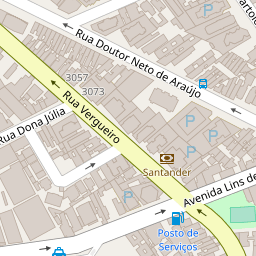 Rua Doutor Neto de Araújo
3057
3073
Rua Vergueiro
Rua Dona Júlia
P
P
P
P
Santander
Avenida Lins de
Posto de
Serviços